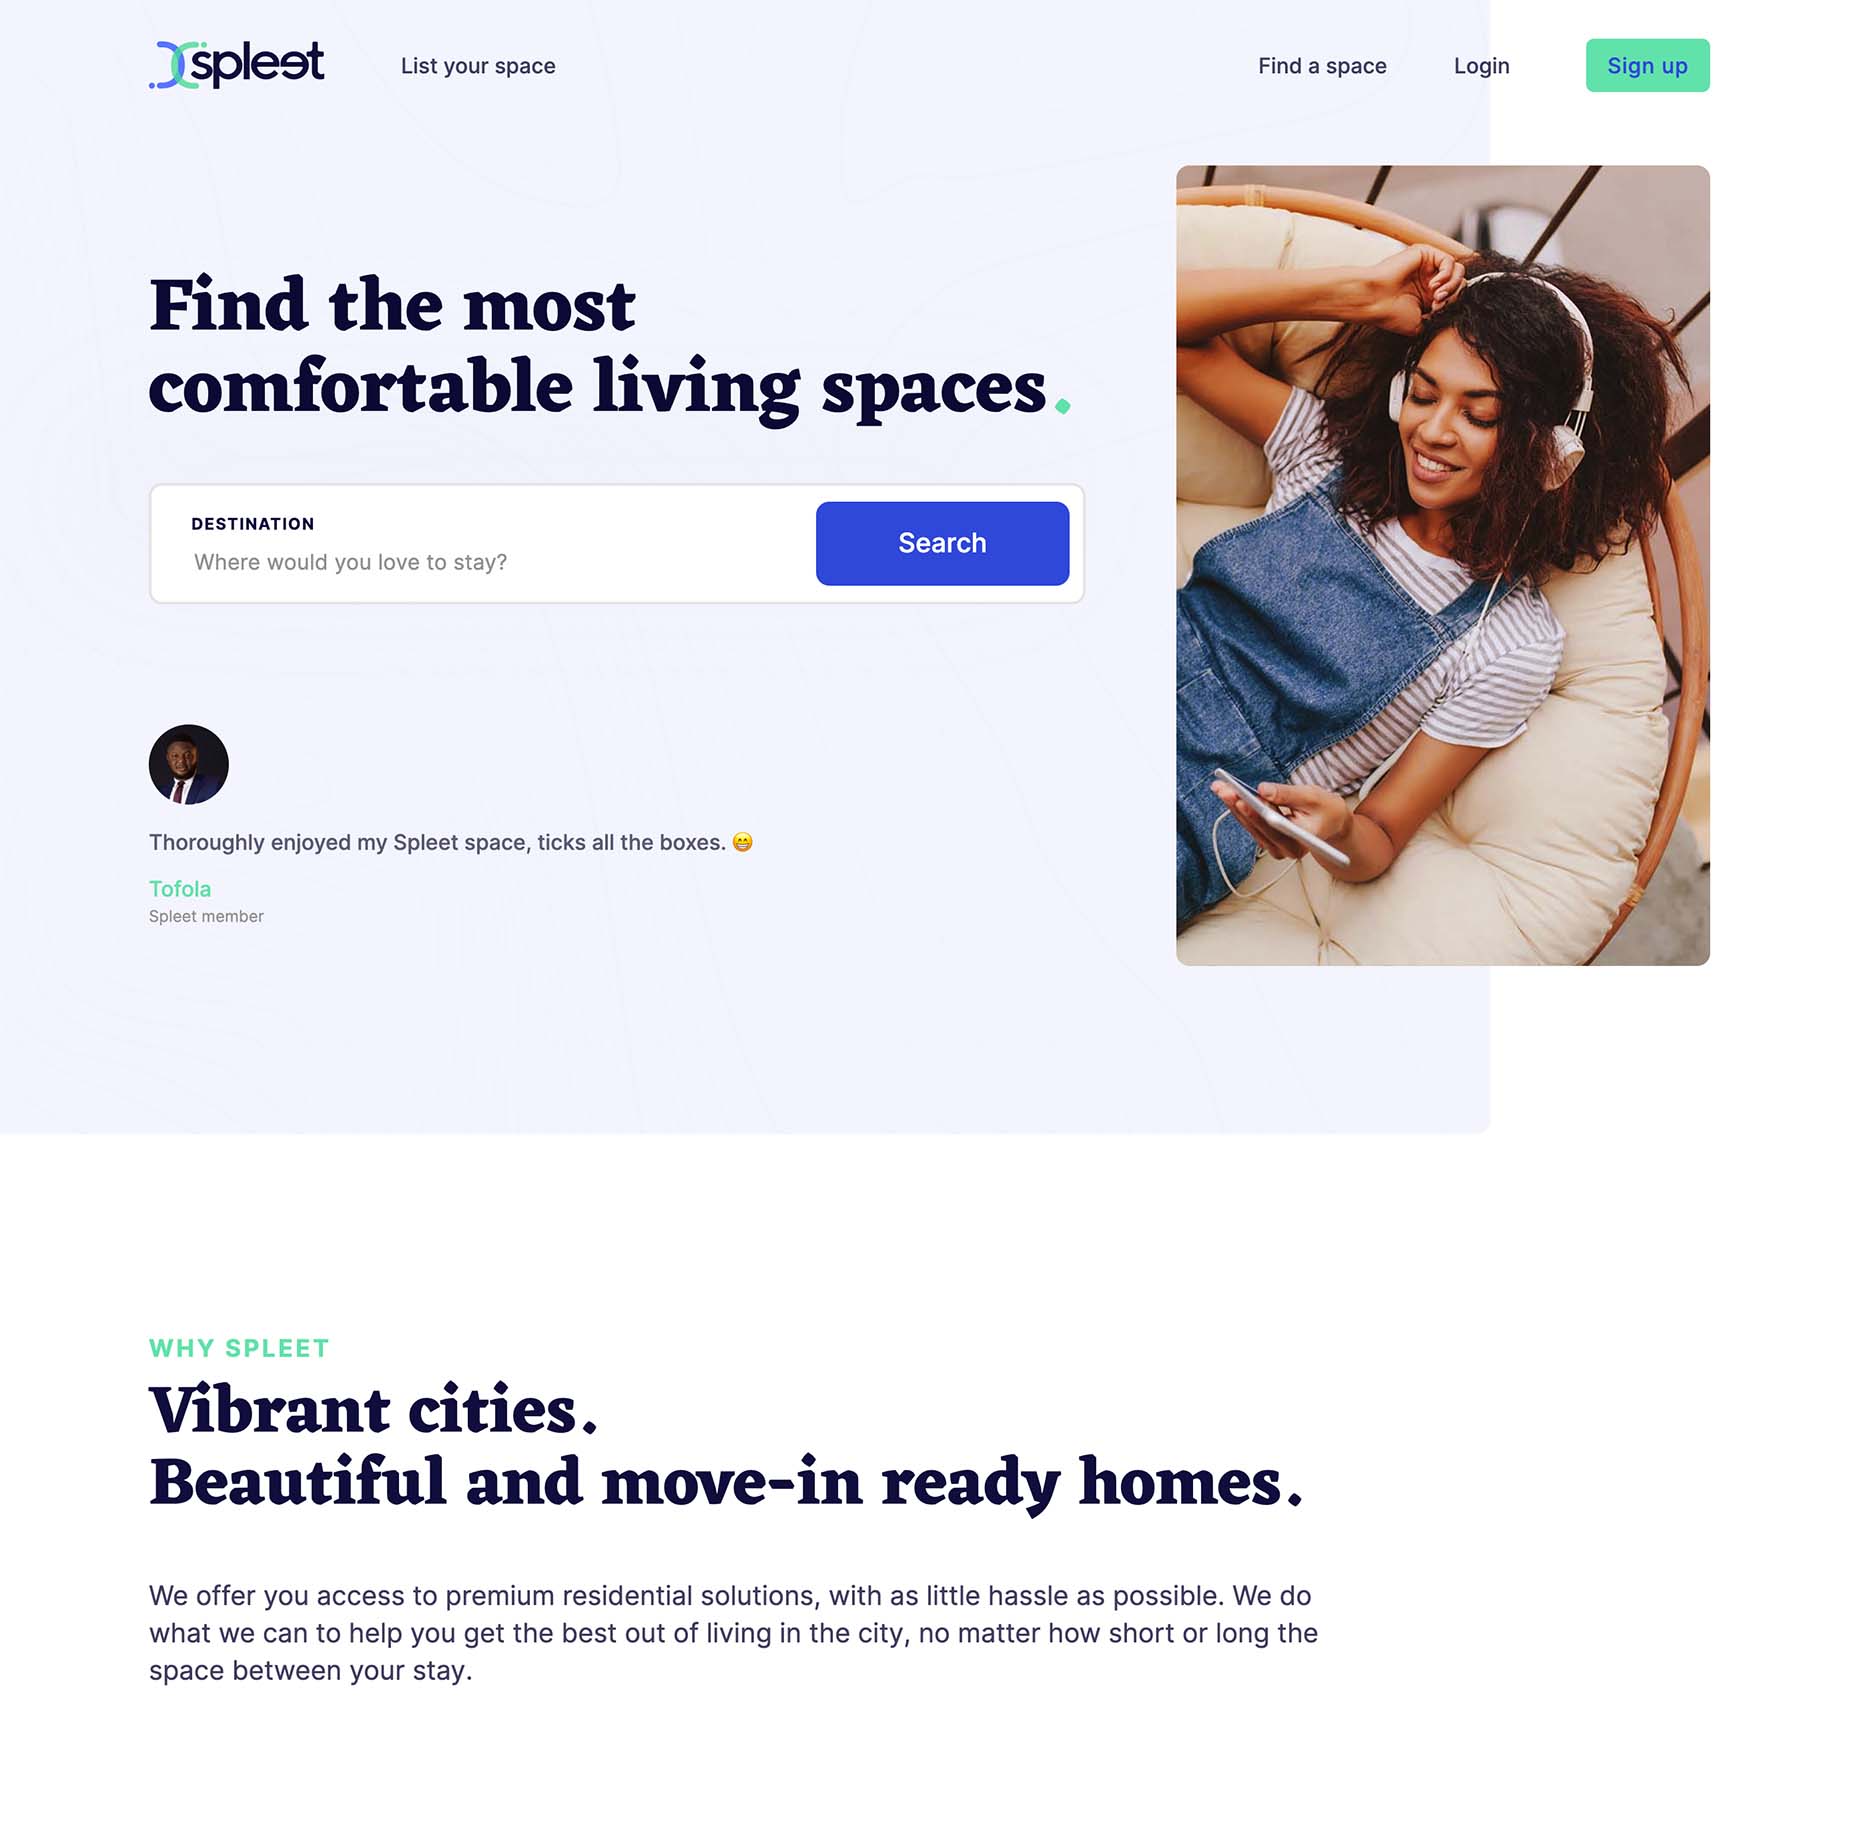 spleet
List your space
Find a space
Login
Sign up
Find the most
comfortable living spaces.
DESTINATION
Where would you love to stay?
Search
Thoroughly enjoyed my Spleet space, ticks all the boxes. 😁
Tofola
Spleet member
WHY SPLEET
Vibrant cities.
Beautiful and move-in ready homes.
We offer you access to premium residential solutions, with as little hassle as possible. We do
what we can to help you get the best out of living in the city, no matter how short or long the
space between your stay.